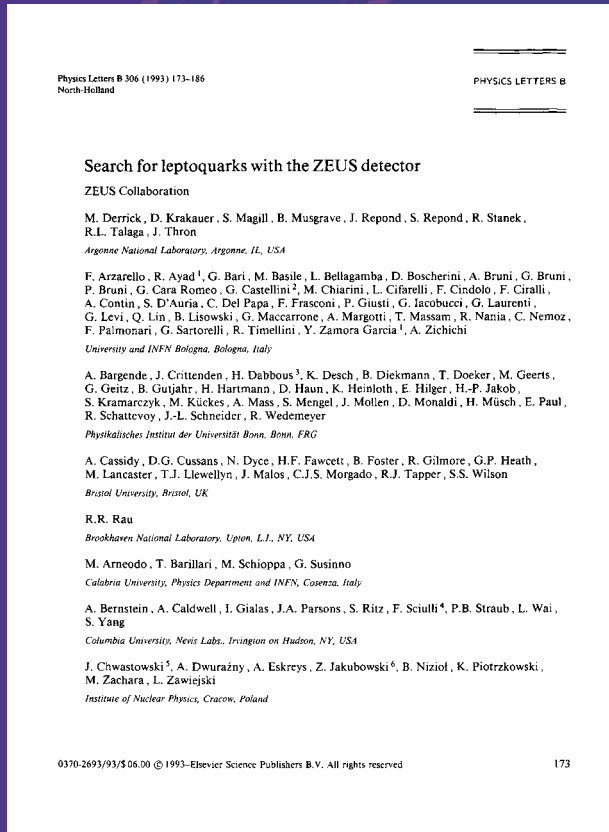 Physics Letters B 306 (1993) 173-186
North-Holland
PHYSICS LETTERS B
Search for leptoquarks with the ZEUS detector
ZEUS Collaboration
M. Derrick, D. Krakauer, S. Magill, B. Musgrave, J. Repond, S. Repond, R. Stanek,
R.L. Talaga, J. Thron
Argonne National Laboratory, Argonne, IL, USA
F. Arzarello, R. Ayad ¹, G. Bari, M. Basile, L. Bellagamba, D. Boscherini, A. Bruni, G. Bruni,
P. Bruni, G. Cara Romeo, G. Castellini ², M. Chiarini, L. Cifarelli, F. Cindolo, F. Ciralli,
A. Contin, S. D'Auria, C. Del Papa, F. Frasconi, P. Giusti, G. Iacobucci, G. Laurenti,
G. Levi, Q. Lin, B. Lisowski, G. Maccarrone, A. Margotti, T. Massam, R. Nania, C. Nemoz,
F. Palmonari, G. Sartorelli, R. Timellini, Y. Zamora Garcia ¹, A. Zichichi
University and INFN Bologna, Bologna, Italy
A. Bargende, J. Crittenden, H. Dabbous ³, K. Desch, B. Diekmann, T. Doeker, M. Geerts,
G. Geitz, B. Gutjahr, H. Hartmann, D. Haun, K. Heinloth, E. Hilger, H.-P. Jakob,
S. Kramarczyk, M. Kückes, A. Mass, S. Mengel, J. Mollen, D. Monaldi, H. Müsch, E. Paul,
R. Schattevoy, J.-L. Schneider, R. Wedemeyer
Physikalisches Institut der Universität Bonn, Bonn, FRG
A. Cassidy, D.G. Cussans, N. Dyce, H.F. Fawcett, B. Foster, R. Gilmore, G.P. Heath,
M. Lancaster, T.J. Llewellyn, J. Malos, C.J.S. Morgado, R.J. Tapper, S.S. Wilson
Bristol University, Bristol, UK
R.R. Rau
Brookhaven National Laboratory, Upton, L.I., NY, USA
M. Arneodo, T. Barillari, M. Schioppa, G. Susinno
Calabria University, Physics Department and INFN, Cosenza, Italy
A. Bernstein, A. Caldwell, I. Gialas, J.A. Parsons, S. Ritz, F. Sciulli ⁴, P.B. Straub, L. Wai,
S. Yang
Columbia University, Nevis Labs., Irvington on Hudson, NY, USA
J. Chwastowski ⁵, A. Dwuraźny, A. Eskreys, Z. Jakubowski ⁶, B. Nizioł, K. Piotrzkowski,
M. Zachara, L. Zawiejski
Institute of Nuclear Physics, Cracow, Poland
0370-2693/93/$ 06.00 © 1993-Elsevier Science Publishers B.V. All rights reserved
173